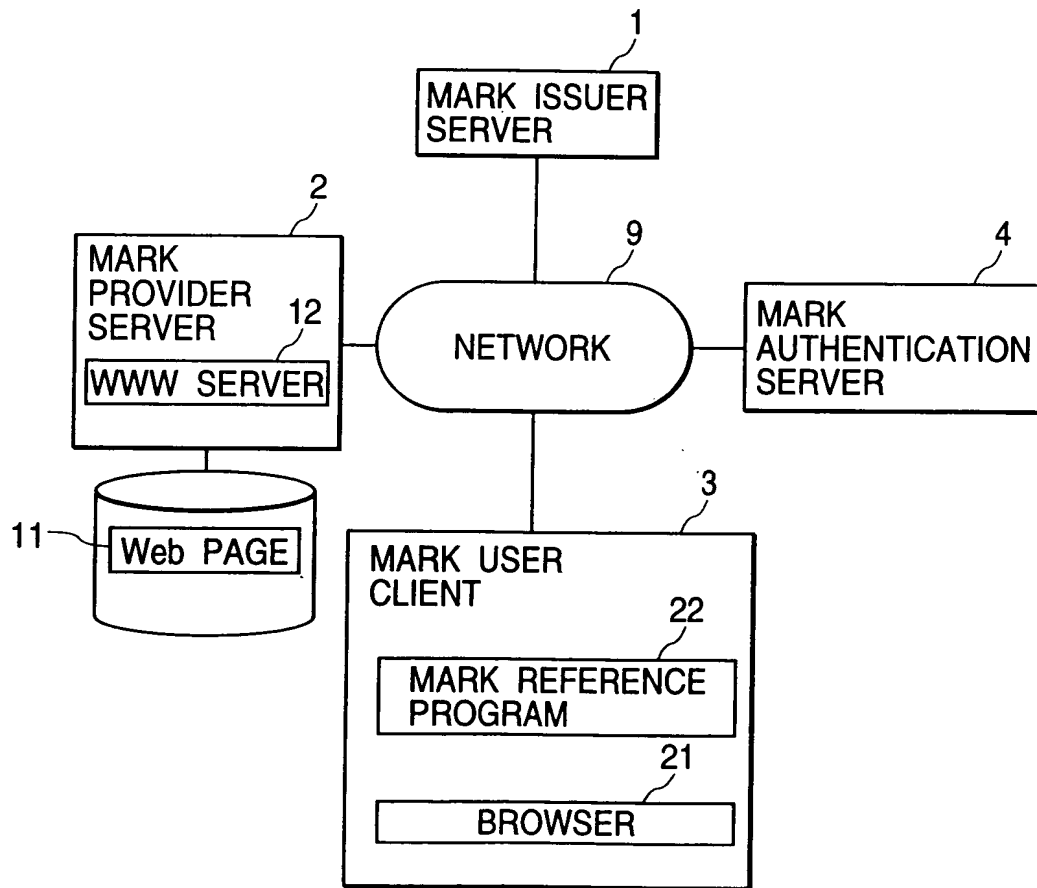 1
MARK ISSUER
SERVER
2
MARK
PROVIDER
SERVER
12
WWW SERVER
9
NETWORK
4
MARK
AUTHENTICATION
SERVER
11
Web PAGE
3
MARK USER
CLIENT
22
MARK REFERENCE
PROGRAM
21
BROWSER